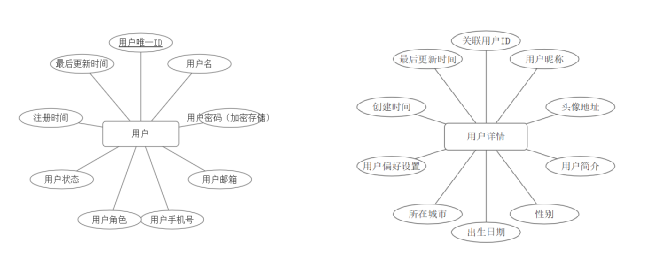 用户唯一ID
最后更新时间
用户名
注册时间
用户密码（加密存储）
用户
用户状态
用户邮箱
用户角色
用户手机号
关联用户ID
最后更新时间
用户昵称
创建时间
头像地址
用户详情
用户偏好设置
用户简介
所在城市
性别
出生日期